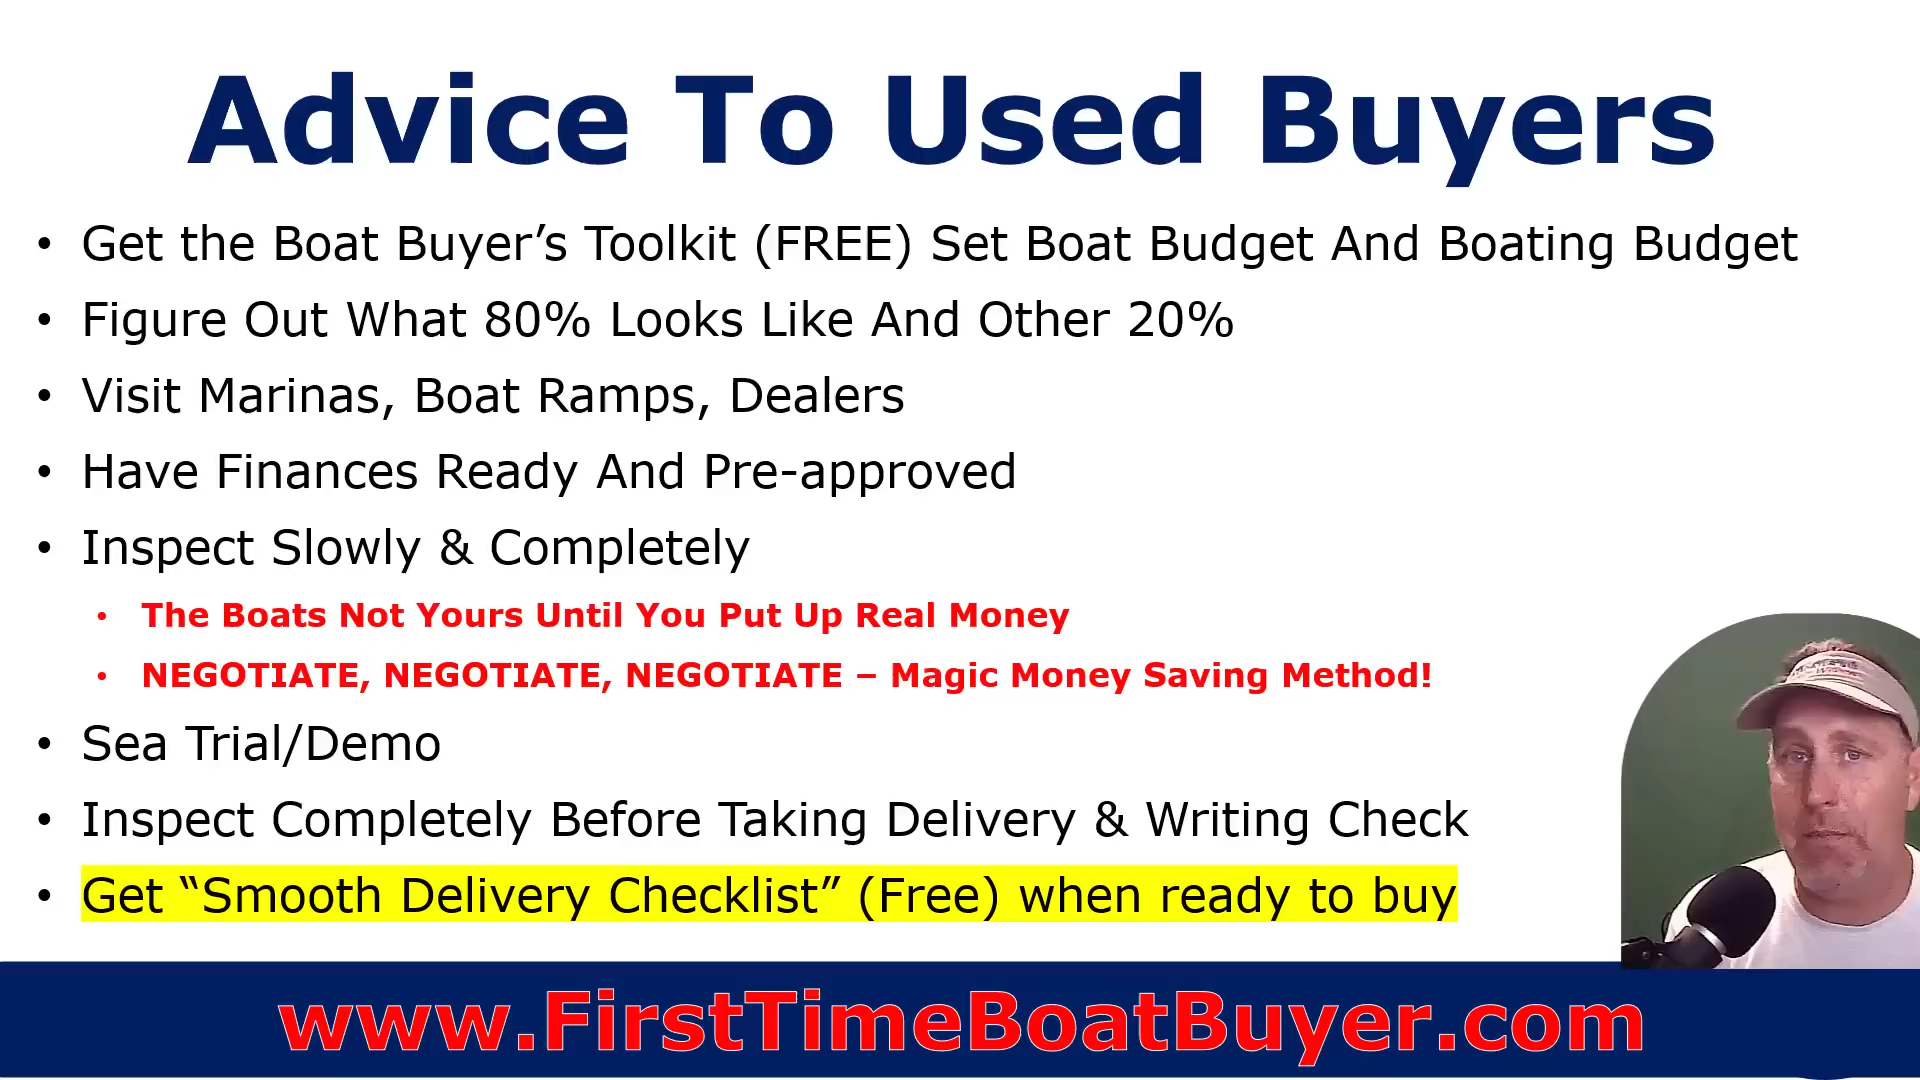 Advice To Used Buyers
• Get the Boat Buyer’s Toolkit (FREE) Set Boat Budget And Boating Budget
• Figure Out What 80% Looks Like And Other 20%
• Visit Marinas, Boat Ramps, Dealers
• Have Finances Ready And Pre-approved
• Inspect Slowly & Completely
• The Boats Not Yours Until You Put Up Real Money
• NEGOTIATE, NEGOTIATE, NEGOTIATE – Magic Money Saving Method!
• Sea Trial/Demo
• Inspect Completely Before Taking Delivery & Writing Check
• Get “Smooth Delivery Checklist” (Free) when ready to buy
www.FirstTimeBoatBuyer.com